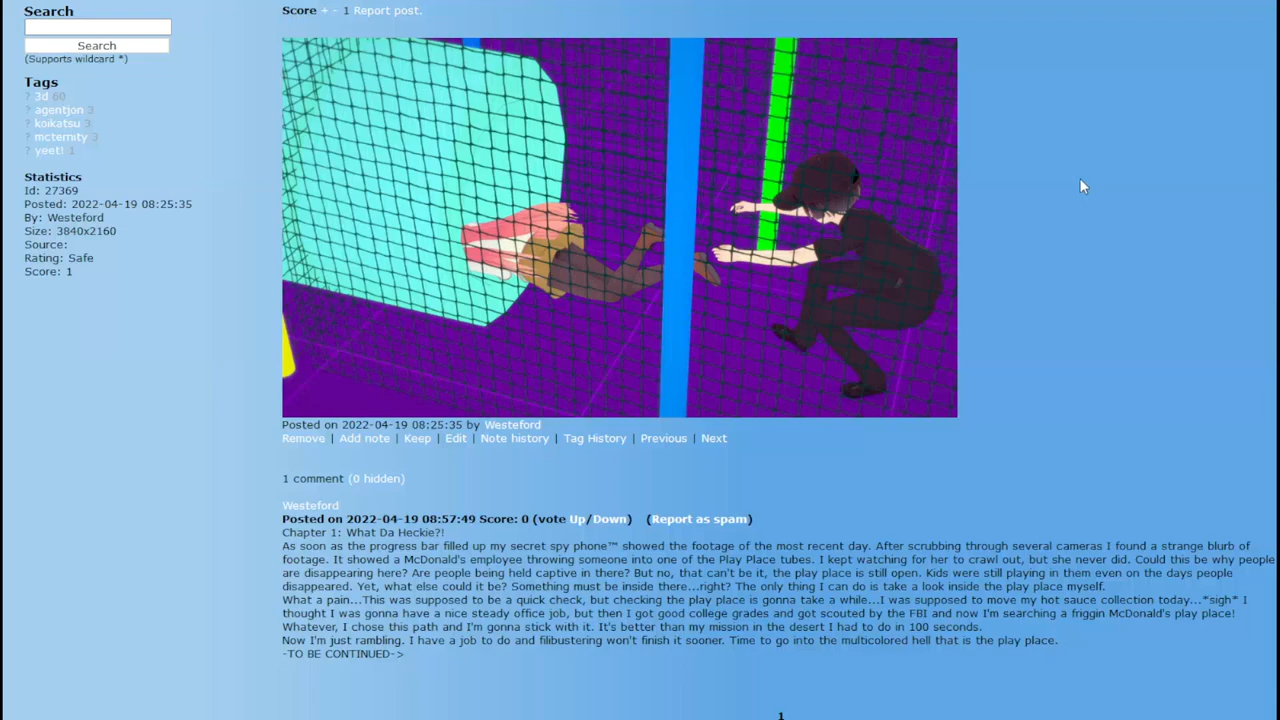 Search
Search
(Supports wildcard *)
Tags
? 3d 60
? agentjon 3
? koikatsu 3
? mcternity 3
? yeet! 1
Statistics
Id: 27369
Posted: 2022-04-19 08:25:35
By: Westeford
Size: 3840x2160
Source:
Rating: Safe
Score: 1
Score + - 1 Report post.
Posted on 2022-04-19 08:25:35 by Westeford
Remove | Add note | Keep | Edit | Note history | Tag History | Previous | Next
1 comment (0 hidden)
Westeford
Posted on 2022-04-19 08:57:49 Score: 0 (vote Up/Down) (Report as spam)
Chapter 1: What Da Heckie?!
As soon as the progress bar filled up my secret spy phone™ showed the footage of the most recent day. After scrubbing through several cameras I found a strange blurb of
footage. It showed a McDonald's employee throwing someone into one of the Play Place tubes. I kept watching for her to crawl out, but she never did. Could this be why people
are disappearing here? Are people being held captive in there? But no, that can't be it, the play place is still open. Kids were still playing in them even on the days people
disappeared. Yet, what else could it be? Something must be inside there...right? The only thing I can do is take a look inside the play place myself.
What a pain...This was supposed to be a quick check, but checking the play place is gonna take a while...I was supposed to move my hot sauce collection today...*sigh* I
thought I was gonna have a nice steady office job, but then I got good college grades and got scouted by the FBI and now I'm searching a friggin McDonald's play place!
Whatever, I chose this path and I'm gonna stick with it. It's better than my mission in the desert I had to do in 100 seconds.
Now I'm just rambling. I have a job to do and filibustering won't finish it sooner. Time to go into the multicolored hell that is the play place.
-TO BE CONTINUED->
1